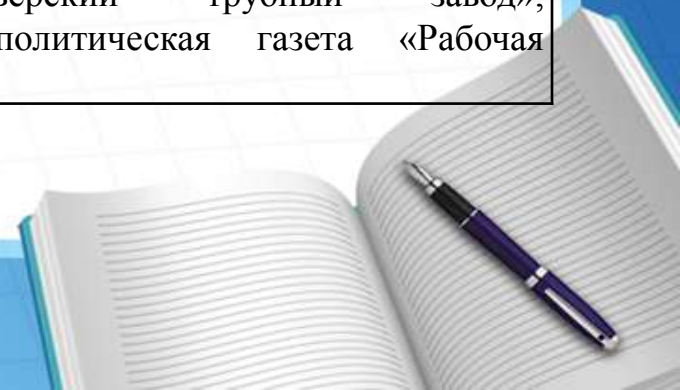 верский трубный завод»,
политическая газета «Рабочая